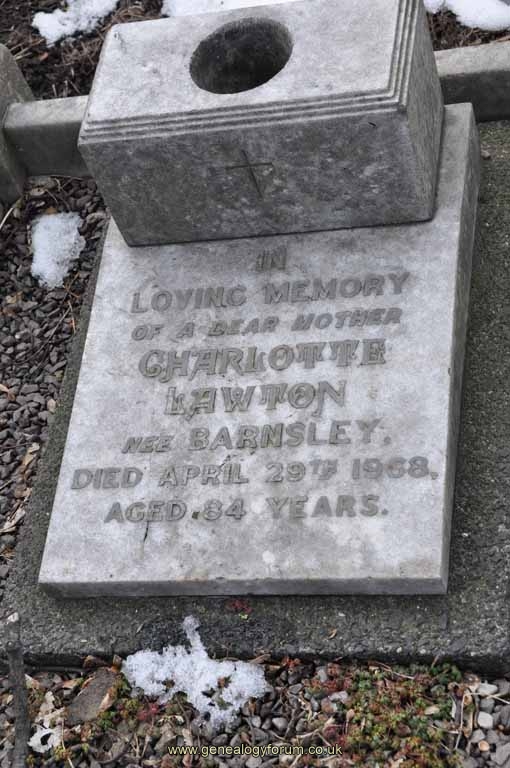 IN
LOVING MEMORY
OF A DEAR MOTHER
CHARLOTTE
LAWTON
NEE BARNSLEY.
DIED APRIL 29TH 1968,
AGED 84 YEARS.
www.genealogyforum.co.uk